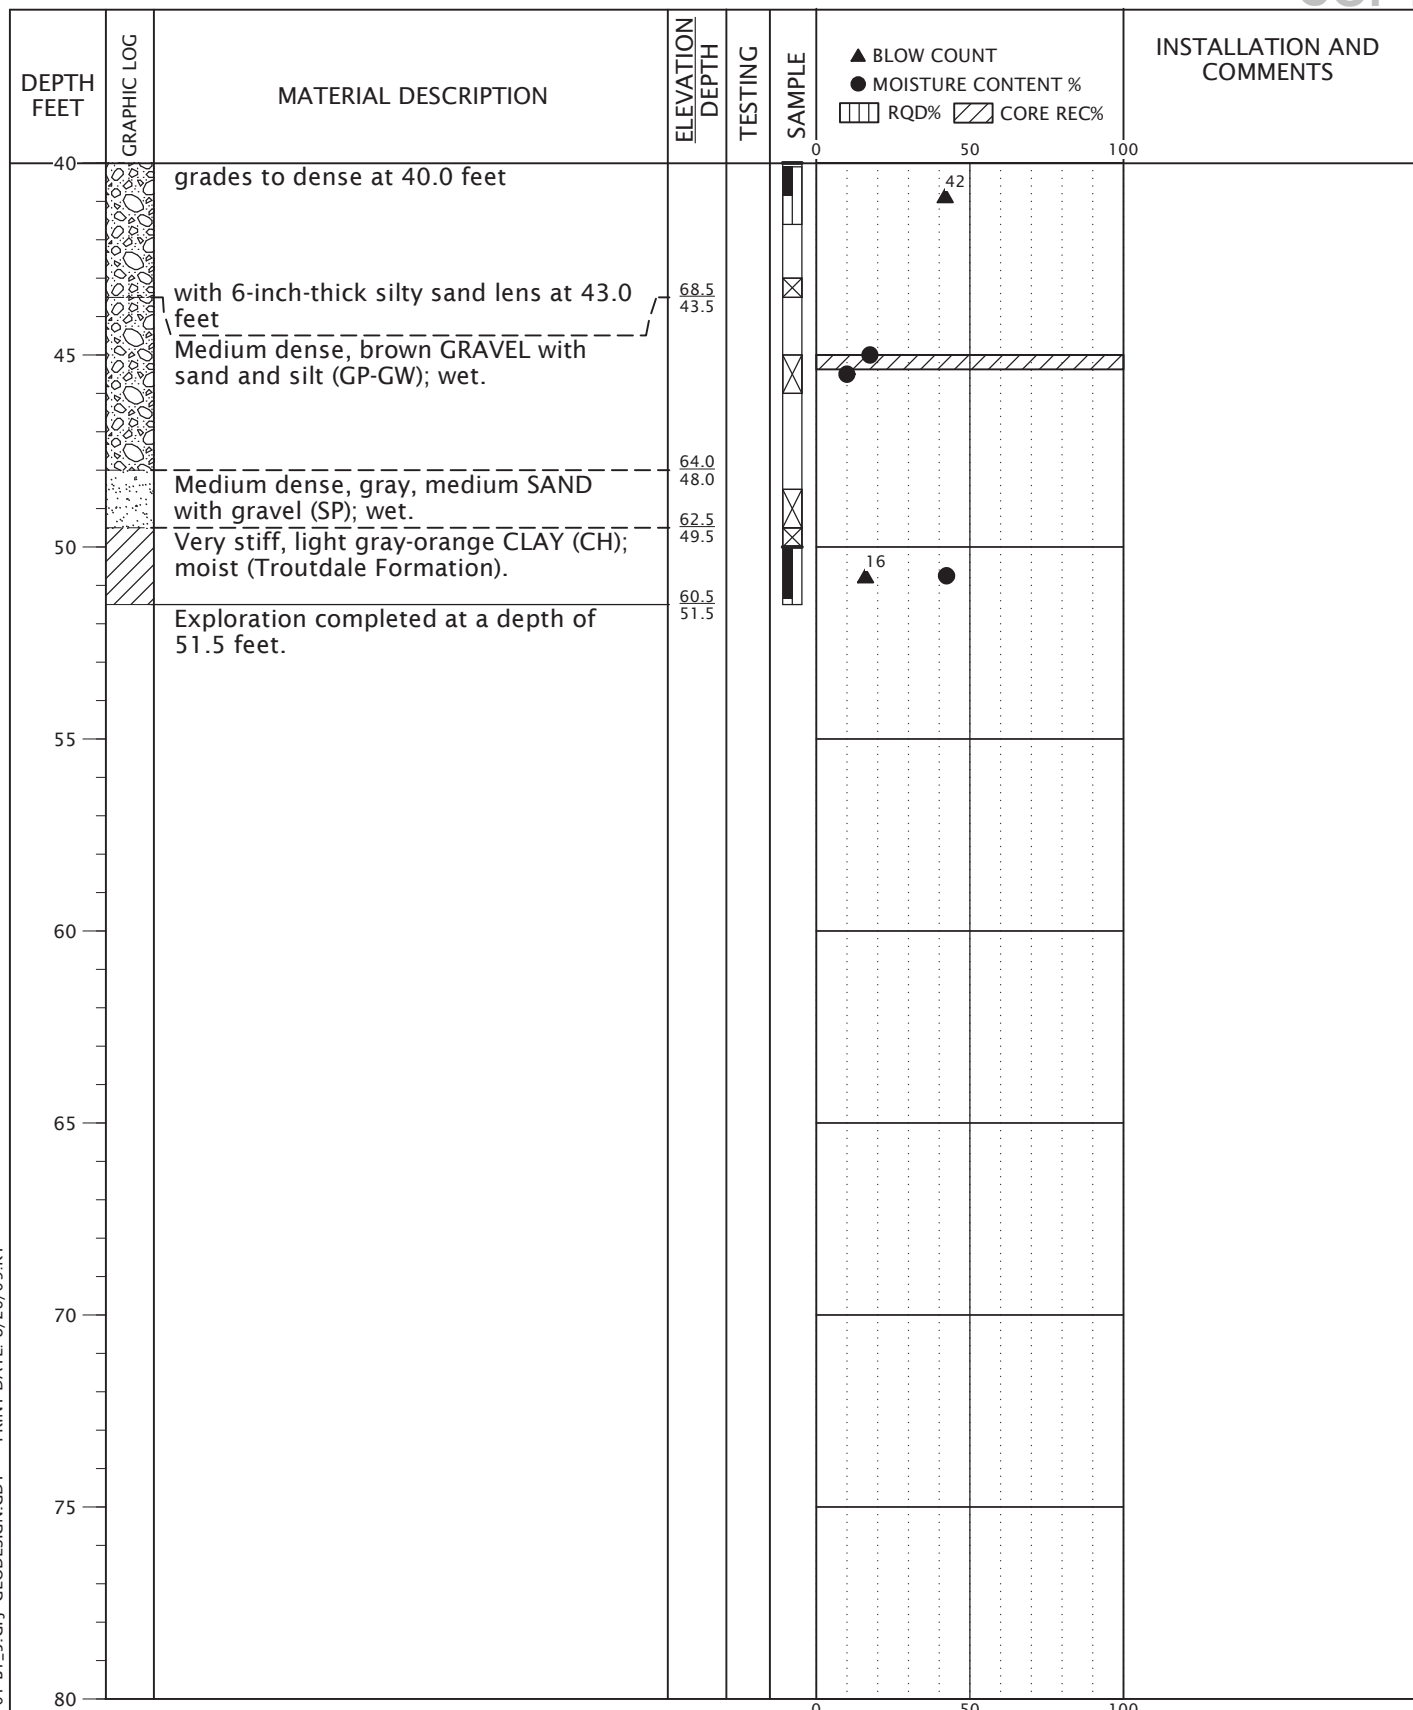 DEPTH
FEET
GRAPHIC LOG
MATERIAL DESCRIPTION
ELEVATION
DEPTH
TESTING
SAMPLE
▲ BLOW COUNT
● MOISTURE CONTENT %
RQD% CORE REC%
INSTALLATION AND
COMMENTS
0 50 100
40
grades to dense at 40.0 feet
42
with 6-inch-thick silty sand lens at 43.0
feet
68.5
43.5
Medium dense, brown GRAVEL with
sand and silt (GP-GW); wet.
45
64.0
48.0
Medium dense, gray, medium SAND
with gravel (SP); wet.
62.5
49.5
Very stiff, light gray-orange CLAY (CH);
moist (Troutdale Formation).
50
16
60.5
51.5
Exploration completed at a depth of
51.5 feet.
55
60
65
70
75
80
0 50 100